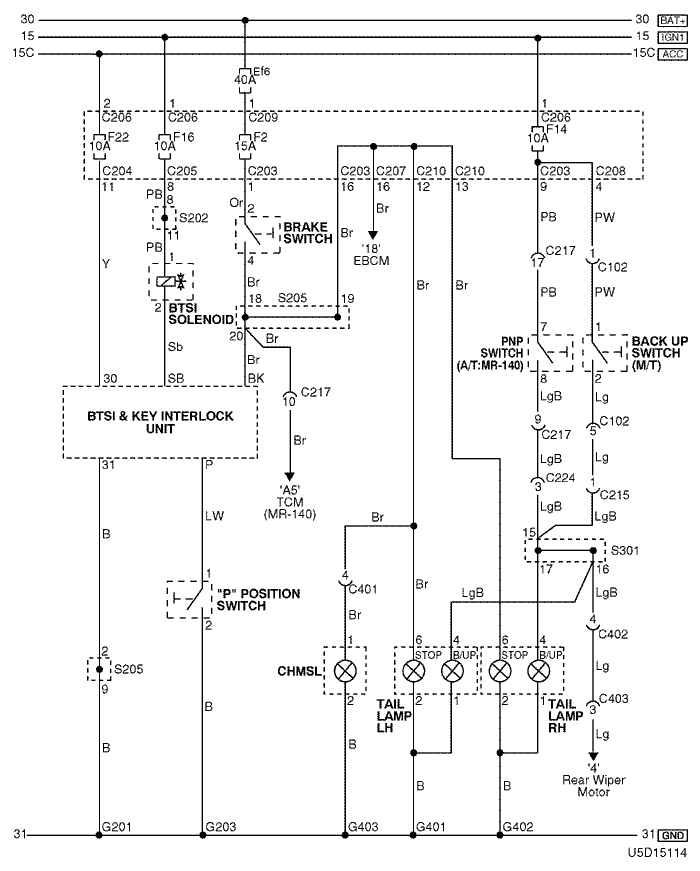 30 30 BAT+
15 15 IGN1
15C 15C ACC
Ef6
40A
2 1 1 1
C206 C206 C209 C206
F22 F16 F2 F14
10A 10A 15A 10A
C204 C205 C203 C203 C207 C210 C210 C203 C208
11 8 1 16 16 12 13 9 4
PB 8 Or 2 Br PB PW
S202 BRAKE
SWITCH
11 Br '18'
EBCM
PB C217 1
17 C102
Y 1 4 Br Br Br PB PW
2 BTSI
SOLENOID
18 S205 19
20 Br
7 1
PNP
SWITCH
(A/T:MR-140)
BACK UP
SWITCH
(M/T)
Sb Br 8 2
30 SB BK C217
10
LgB Lg
BTSI & KEY INTERLOCK
UNIT
9 C217 C102
5
Br LgB Lg
31 P C224
3
1 C215
'A5'
TCM
(MR-140)
LgB LgB
LW Br 15
B S301
17 16
1 4
C401
Br LgB LgB
"P" POSITION
SWITCH
Br 4
C402
2 1 6 4 6 4
STOP B/UP STOP B/UP
2 Lg
S205 CHMSL
9 2 2 1 2 1 C403
3
TAIL
LAMP
LH
TAIL
LAMP
RH
B B B Lg
'4'
Rear Wiper
Motor
B B
G201 G203 G403 G401 G402
31 31 GND
U5D15114